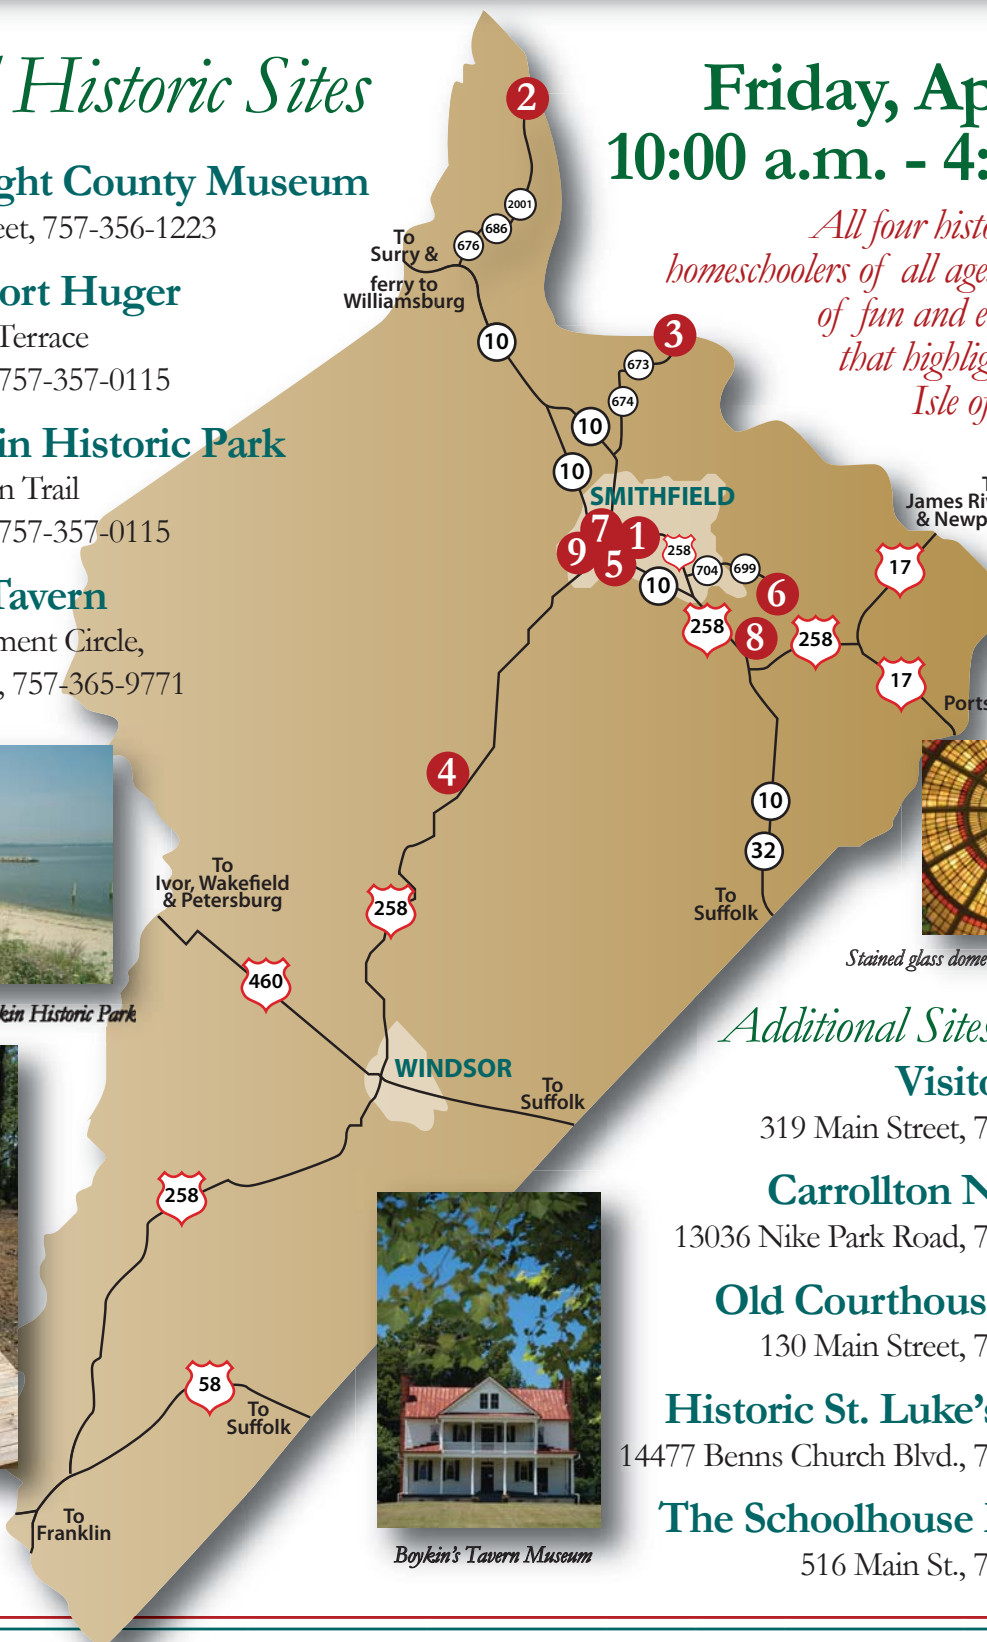 Historic Sites
ght County Museum
eet, 757-356-1223
ort Huger
Terrace
757-357-0115
in Historic Park
n Trail
757-357-0115
Tavern
ment Circle,
, 757-365-9771
kin Historic Park
Friday, Ap
10:00 a.m. - 4:
All four histo
homeschoolers of all age
of fun and e
that highlig
Isle of
2
2001
686
676
To
Surry &
ferry to
Williamsburg
10
3
673
674
10
10
SMITHFIELD
7
1
9
5
258
704
699
10
6
258
8
258
17
17
James Ri
& Newp
Ports
4
10
32
To
Suffolk
To
Ivor, Wakefield
& Petersburg
258
460
WINDSOR
To
Suffolk
258
58
To
Suffolk
To
Franklin
Boykin's Tavern Museum
Stained glass dome
Additional Sites
Visito
319 Main Street, 7
Carrollton N
13036 Nike Park Road, 7
Old Courthous
130 Main Street, 7
Historic St. Luke's
14477 Benns Church Blvd., 7
The Schoolhouse
516 Main St., 7